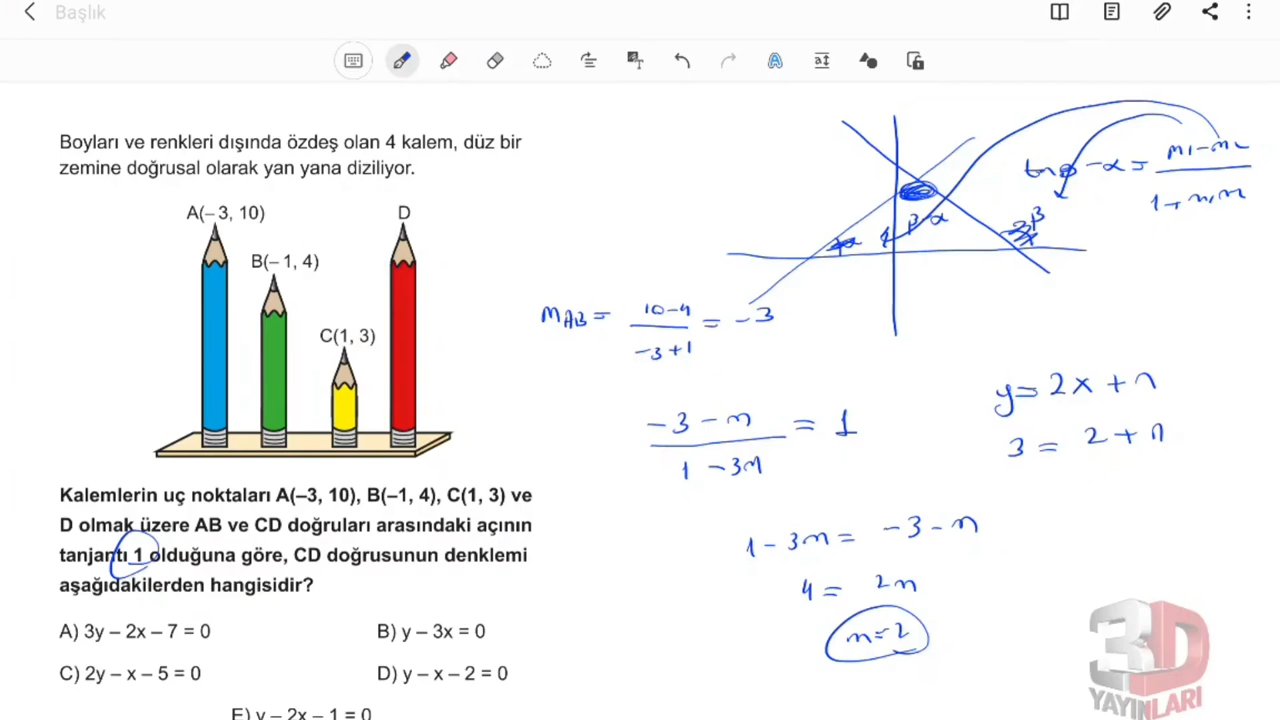 Başlık
Boyları ve renkleri dışında özdeş olan 4 kalem, düz bir
zemine doğrusal olarak yan yana diziliyor.
A(–3, 10)
D
B(–1, 4)
C(1, 3)
Kalemlerin uç noktaları A(–3, 10), B(–1, 4), C(1, 3) ve
D olmak üzere AB ve CD doğruları arasındaki açının
tanjantı 1 olduğuna göre, CD doğrusunun denklemi
aşağıdakilerden hangisidir?
A) 3y – 2x – 7 = 0
B) y – 3x = 0
C) 2y – x – 5 = 0
D) y – x – 2 = 0
E) y – 2x – 1 = 0
β α
β
–α = m1–m2
mAB = 10–4 / –3+1 = –3
–3–m / 1–3m = 1
1–3m = –3–m
4 = 2m
m=2
y=2x+n
3 = 2+n
3D
YAYINLARI